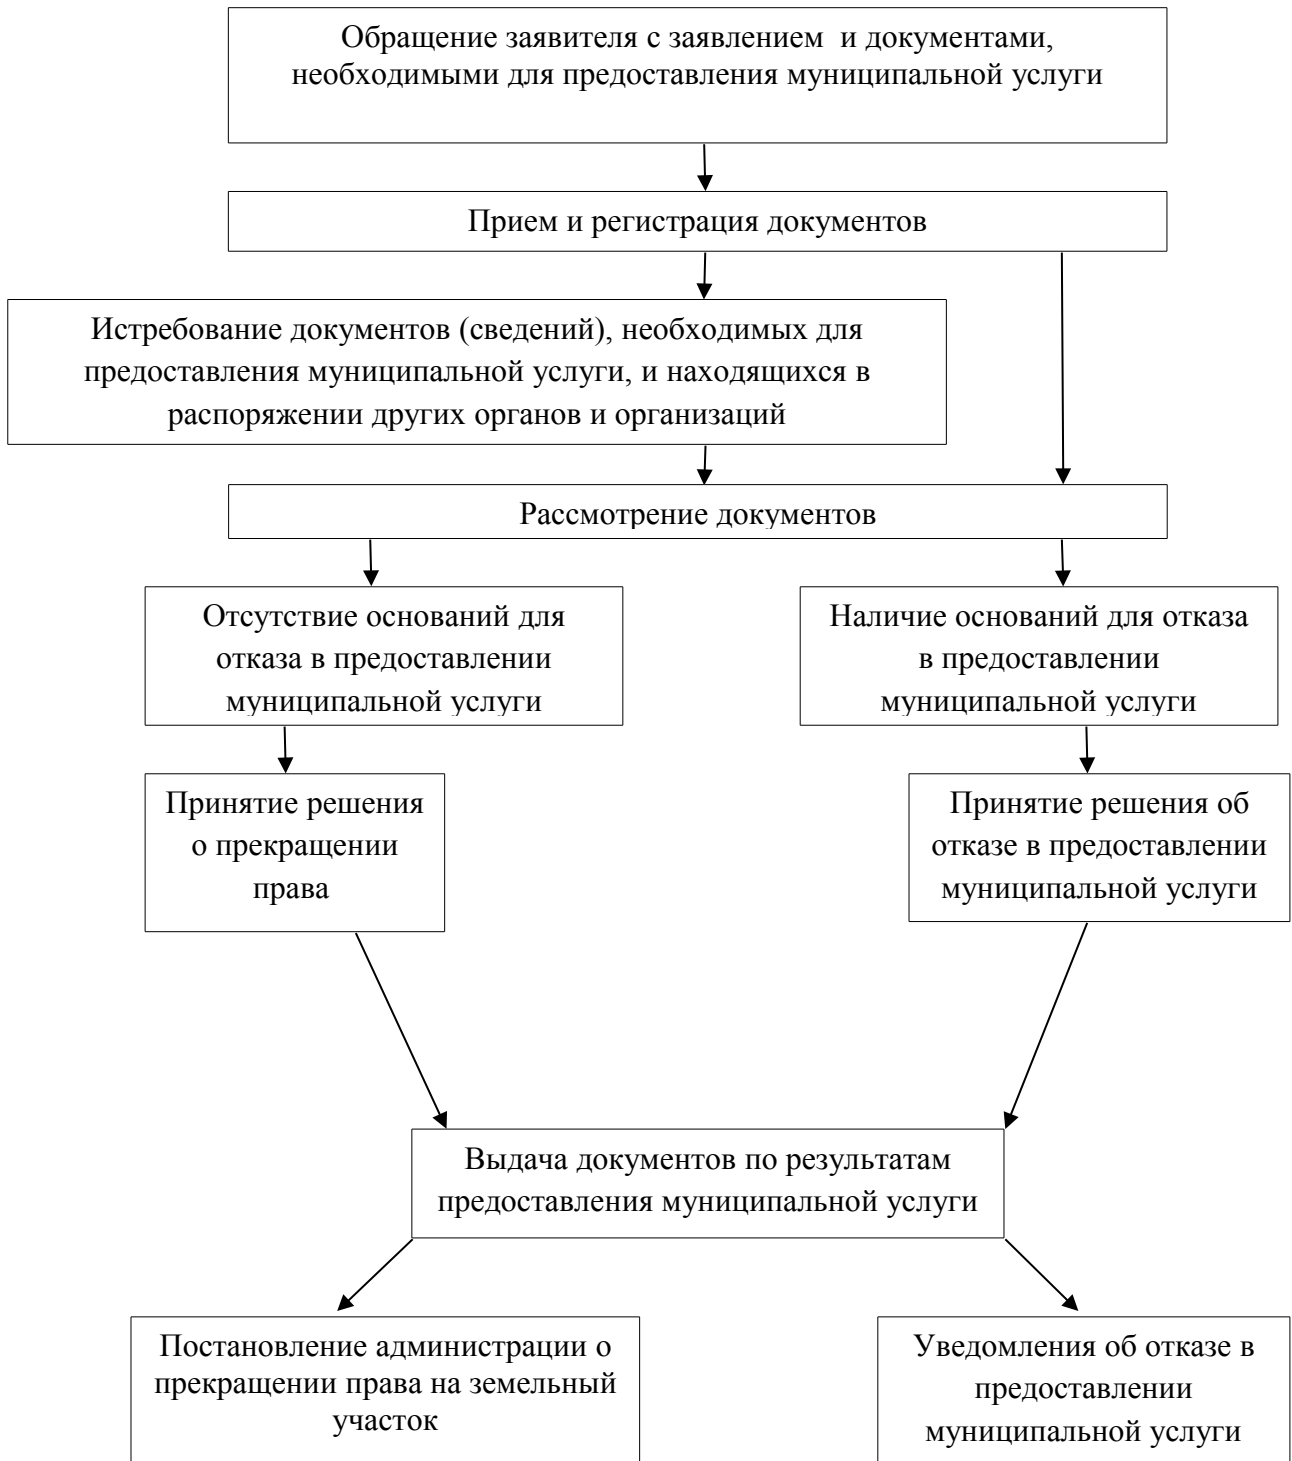 Обращение заявителя с заявлением  и документами,
необходимыми для предоставления муниципальной услуги
Прием и регистрация документов
Истребование документов (сведений), необходимых для
предоставления муниципальной услуги, и находящихся в
распоряжении других органов и организаций
Рассмотрение документов
Отсутствие оснований для
отказа в предоставлении
муниципальной услуги
Наличие оснований для отказа
в предоставлении
муниципальной услуги
Принятие решения
о прекращении
права
Принятие решения об
отказе в предоставлении
муниципальной услуги
Выдача документов по результатам
предоставления муниципальной услуги
Постановление администрации о
прекращении права на земельный
участок
Уведомления об отказе в
предоставлении
муниципальной услуги